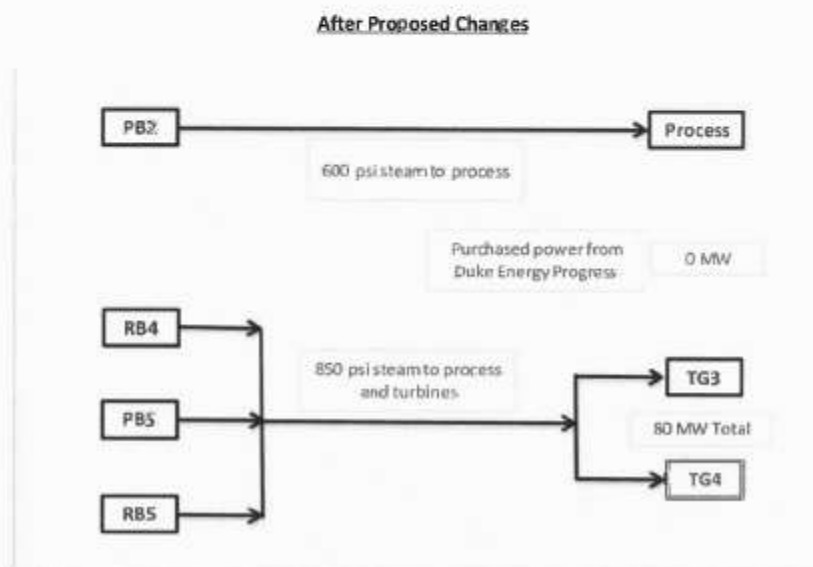 After Proposed Changes
PB2
Process
600 psi steam to process
Purchased power from
Duke Energy Progress
0 MW
RB4
850 psi steam to process
and turbines
TG3
PB5
80 MW Total
TG4
RB5